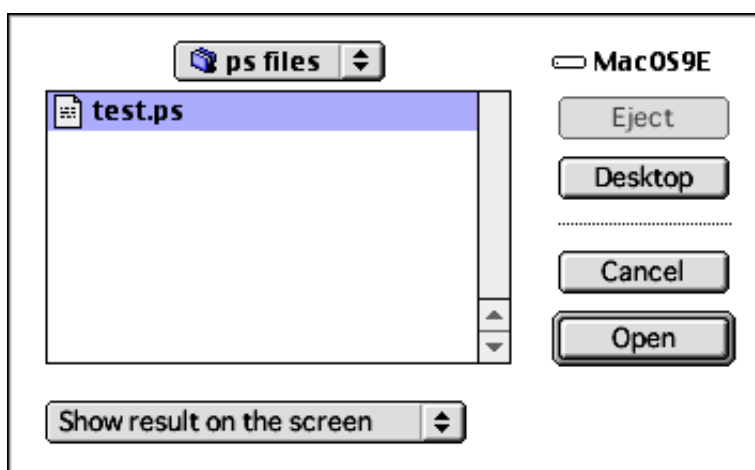 ps files
MacOS9E
test.ps
Eject
Desktop
Cancel
Open
Show result on the screen